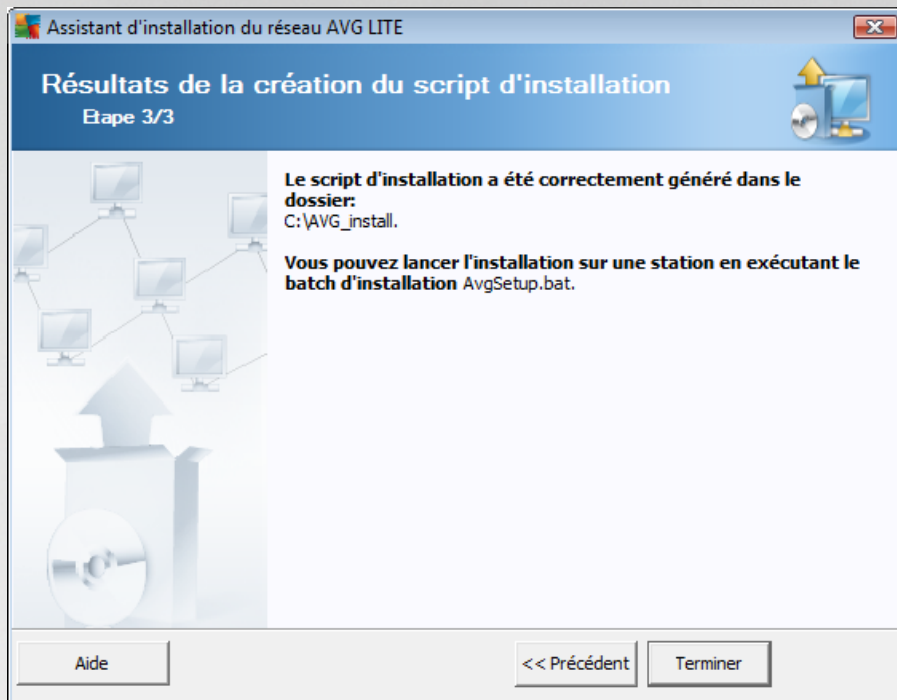 Assistant d'installation du réseau AVG LITE
Résultats de la création du script d'installation
Etape 3/3
Le script d'installation a été correctement généré dans le
dossier:
C:\AVG_install.
Vous pouvez lancer l'installation sur une station en exécutant le
batch d'installation AvgSetup.bat.
Aide
<< Précédent
Terminer